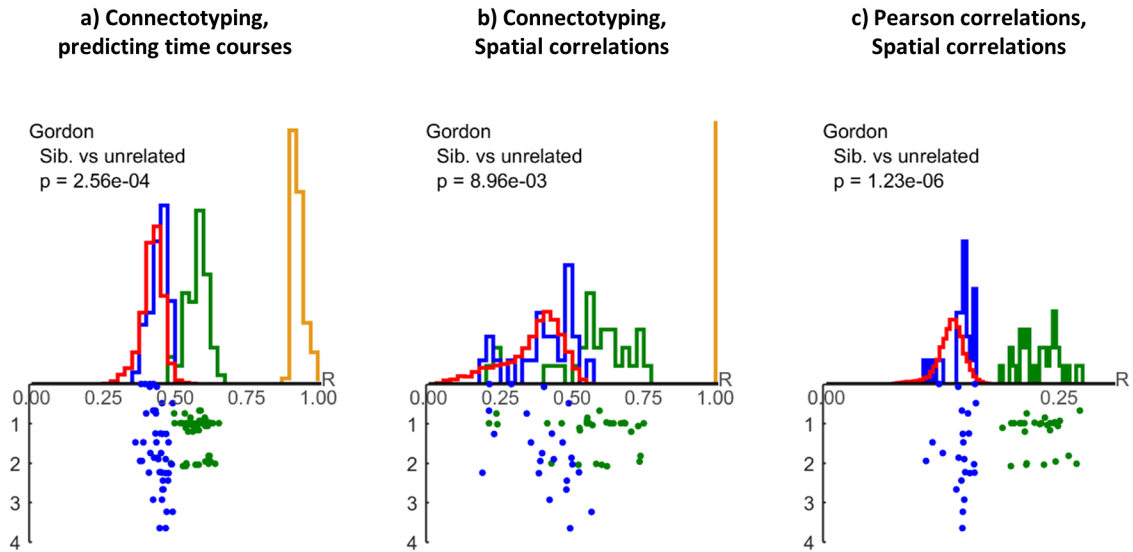 a) Connectotyping,
predicting time courses
b) Connectotyping,
Spatial correlations
c) Pearson correlations,
Spatial correlations
Gordon
Sib. vs unrelated
p = 2.56e-04
R
0.00 0.25 0.50 0.75 1.00
1
2
3
4
Gordon
Sib. vs unrelated
p = 8.96e-03
R
0.00 0.25 0.50 0.75 1.00
1
2
3
4
Gordon
Sib. vs unrelated
p = 1.23e-06
R
0.00 0.25
1
2
3
4